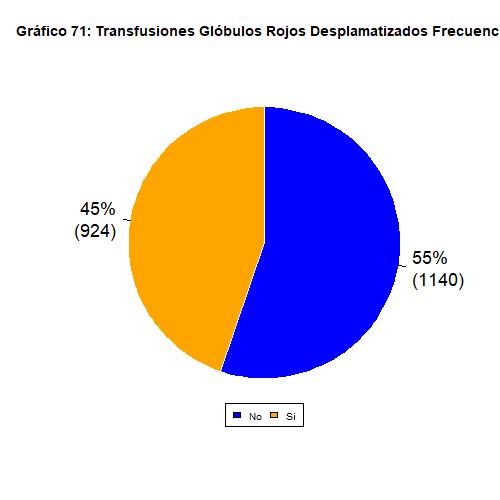 Gráfico 71: Transfusiones Glóbulos Rojos Desplamatizados Frecuenc
45%
(924)
55%
(1140)
No Si